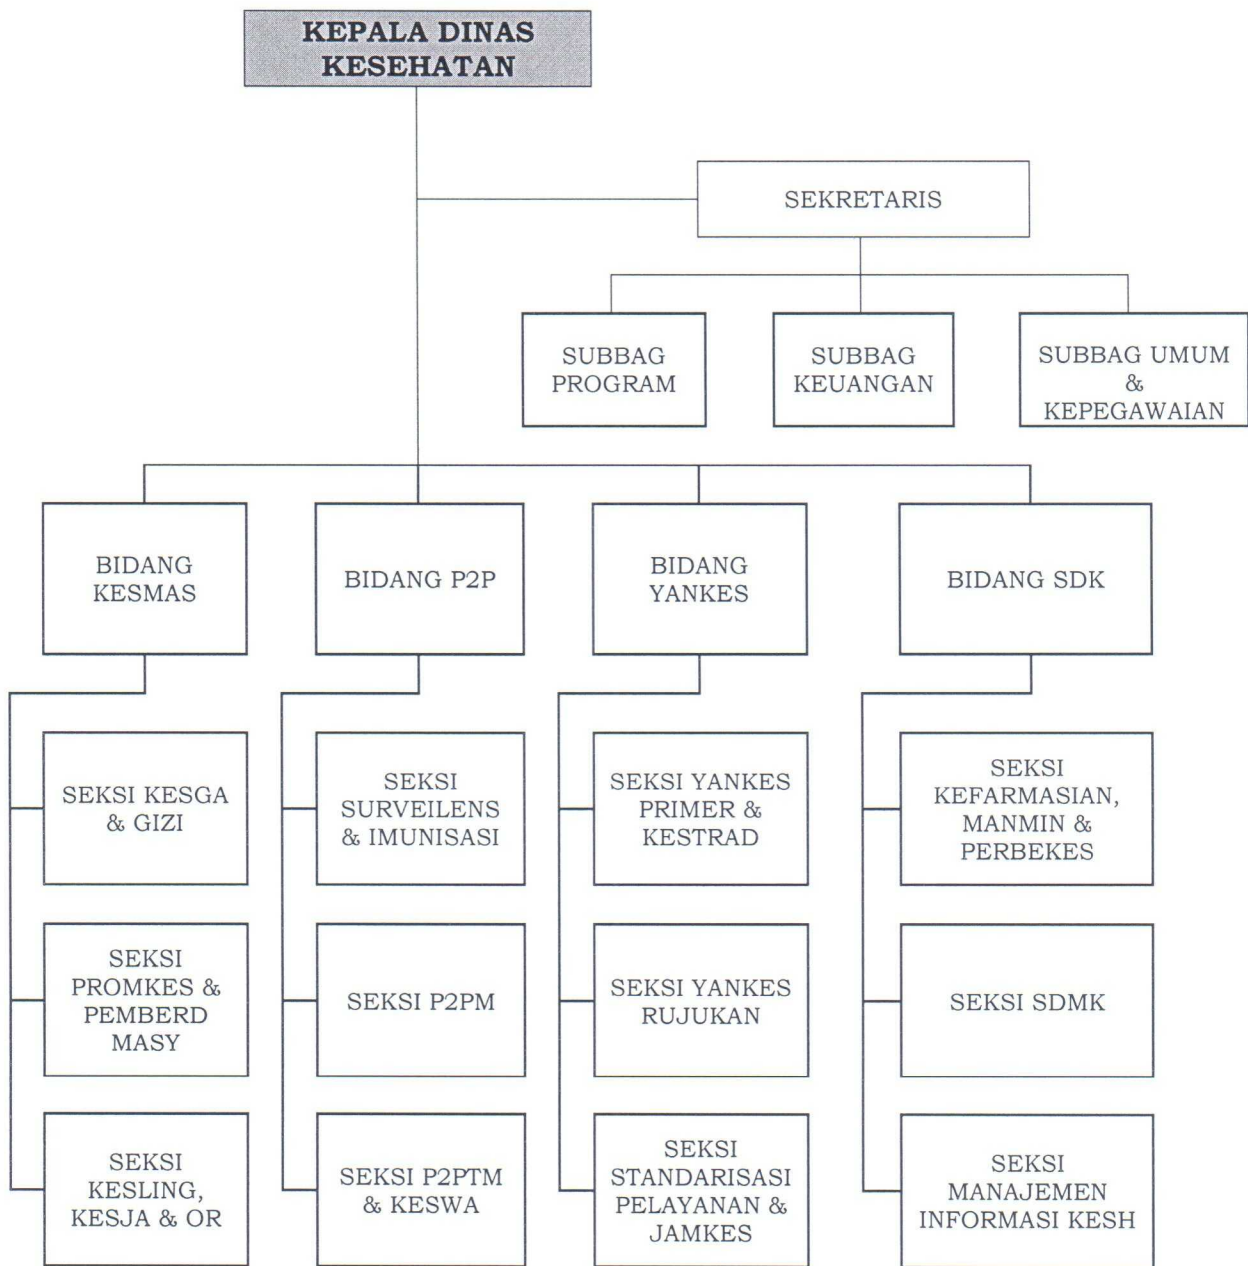 KEPALA DINAS
KESEHATAN
SEKRETARIS
SUBBAG
PROGRAM
SUBBAG
KEUANGAN
SUBBAG UMUM
&
KEPEGAWAIAN
BIDANG
KESMAS
BIDANG P2P
BIDANG
YANKES
BIDANG SDK
SEKSI KESGA
& GIZI
SEKSI
SURVEILENS
& IMUNISASI
SEKSI YANKES
PRIMER &
KESTRAD
SEKSI
KEFARMASIAN,
MANMIN &
PERBEKES
SEKSI
PROMKES &
PEMBERD
MASY
SEKSI P2PM
SEKSI YANKES
RUJUKAN
SEKSI SDMK
SEKSI
KESLING,
KESJA & OR
SEKSI P2PTM
& KESWA
SEKSI
STANDARISASI
PELAYANAN &
JAMKES
SEKSI
MANAJEMEN
INFORMASI KESH